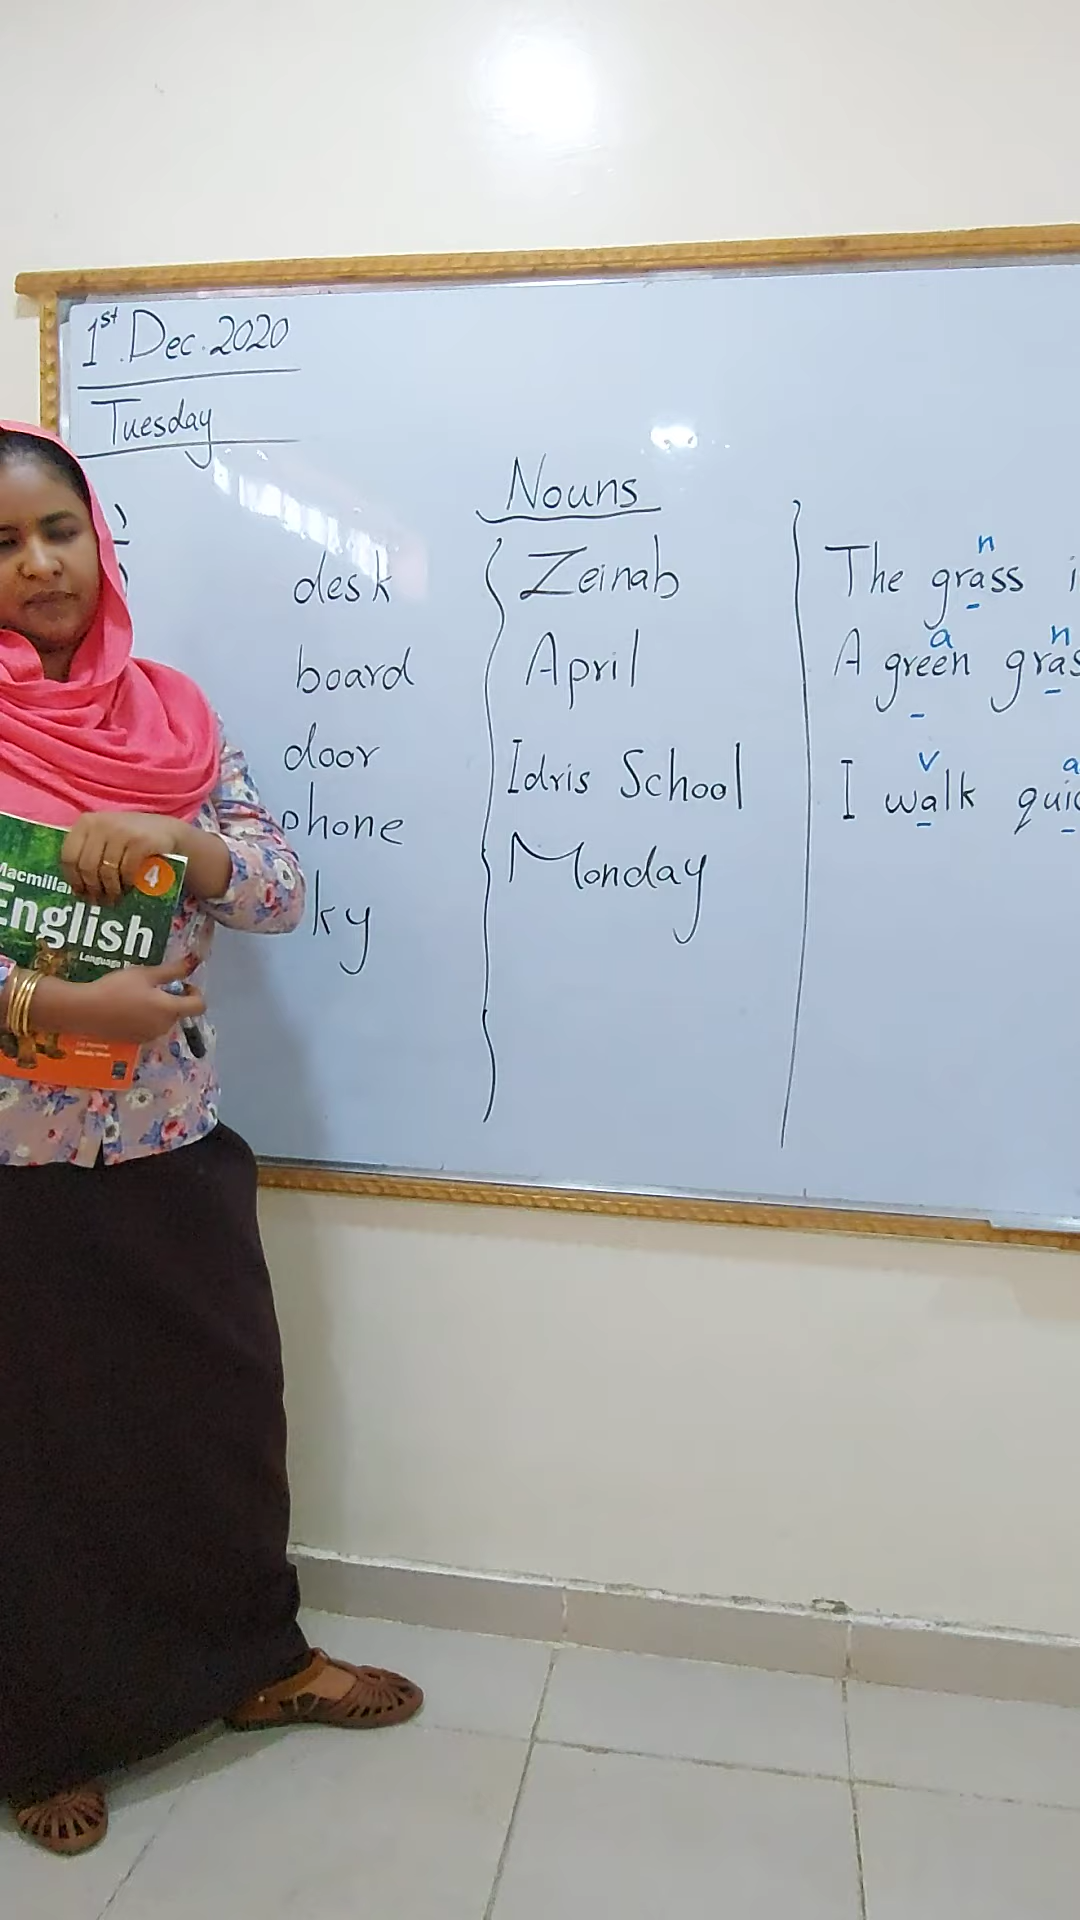 1st. Dec. 2020
Tuesday
Nouns
desk
board
door
phone
ky
Zeinab
April
Idris School
Monday
n
The grass
a n
A green gras
v a
I walk quic
Macmillan
English
4
Language